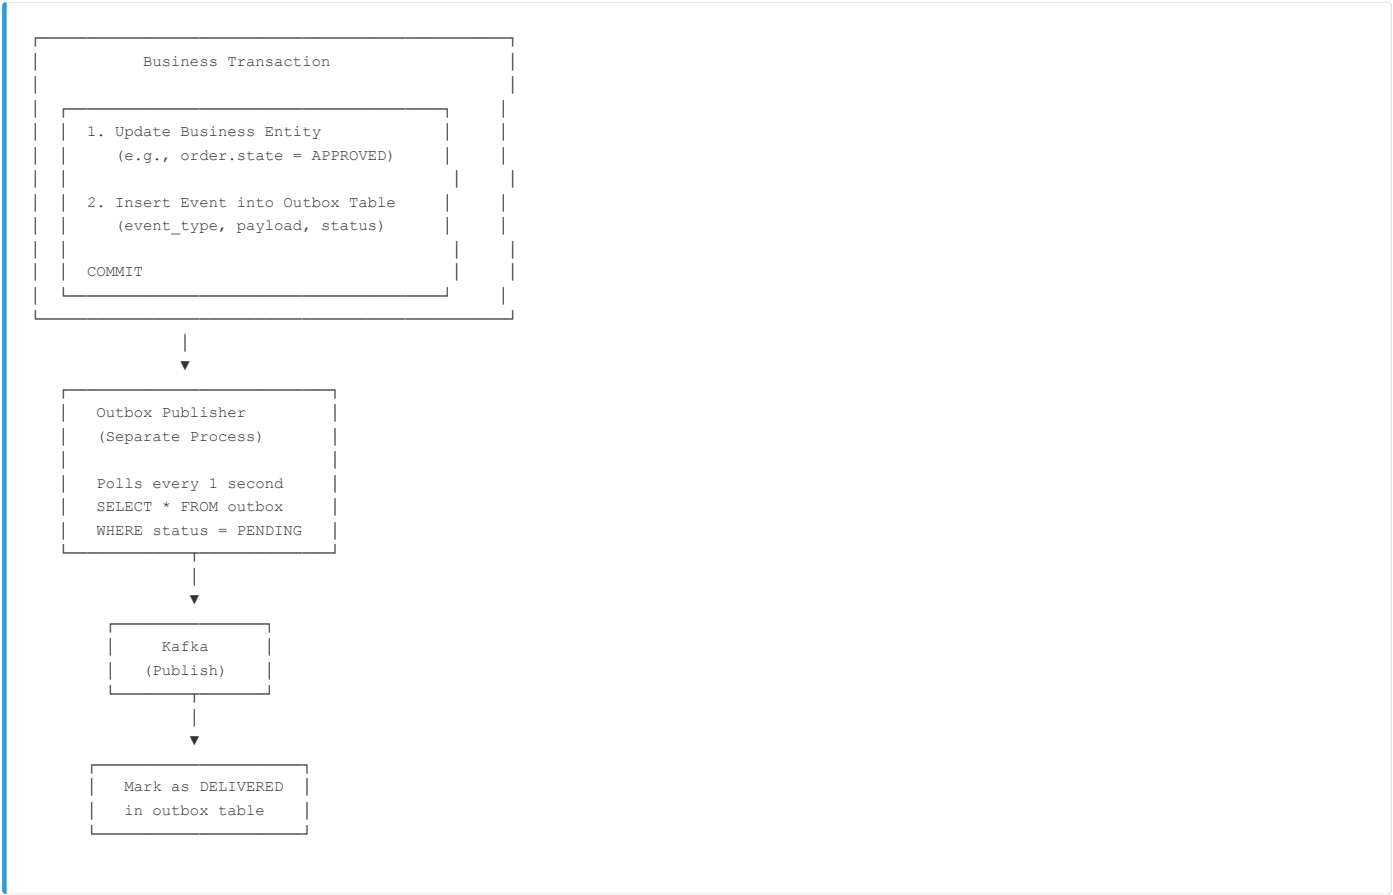 Business Transaction
1. Update Business Entity
(e.g., order.state = APPROVED)
2. Insert Event into Outbox Table
(event_type, payload, status)
COMMIT
Outbox Publisher
(Separate Process)
Polls every 1 second
SELECT * FROM outbox
WHERE status = PENDING
Kafka
(Publish)
Mark as DELIVERED
in outbox table